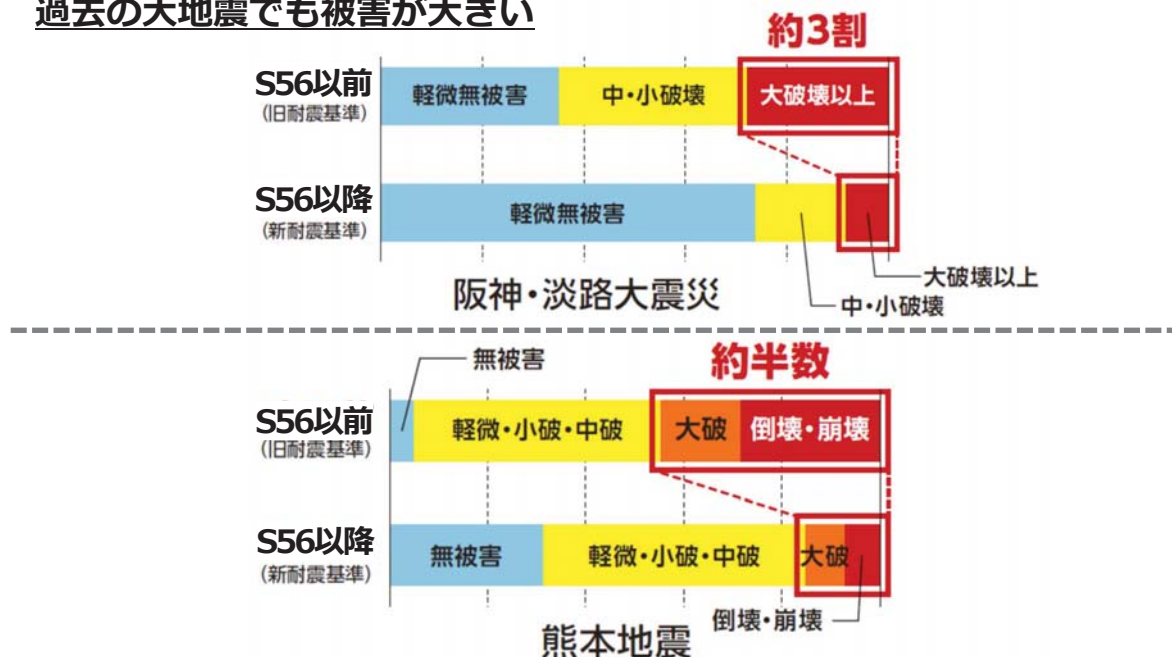 過去の大地震でも被害が大きい
約3割
S56以前
(旧耐震基準)
軽微無被害
中・小破壊
大破壊以上
S56以降
(新耐震基準)
軽微無被害
大破壊以上
中・小破壊
阪神・淡路大震災
無被害
約半数
S56以前
(旧耐震基準)
軽微・小破・中破
大破
倒壊・崩壊
S56以降
(新耐震基準)
無被害
軽微・小破・中破
大破
倒壊・崩壊
熊本地震